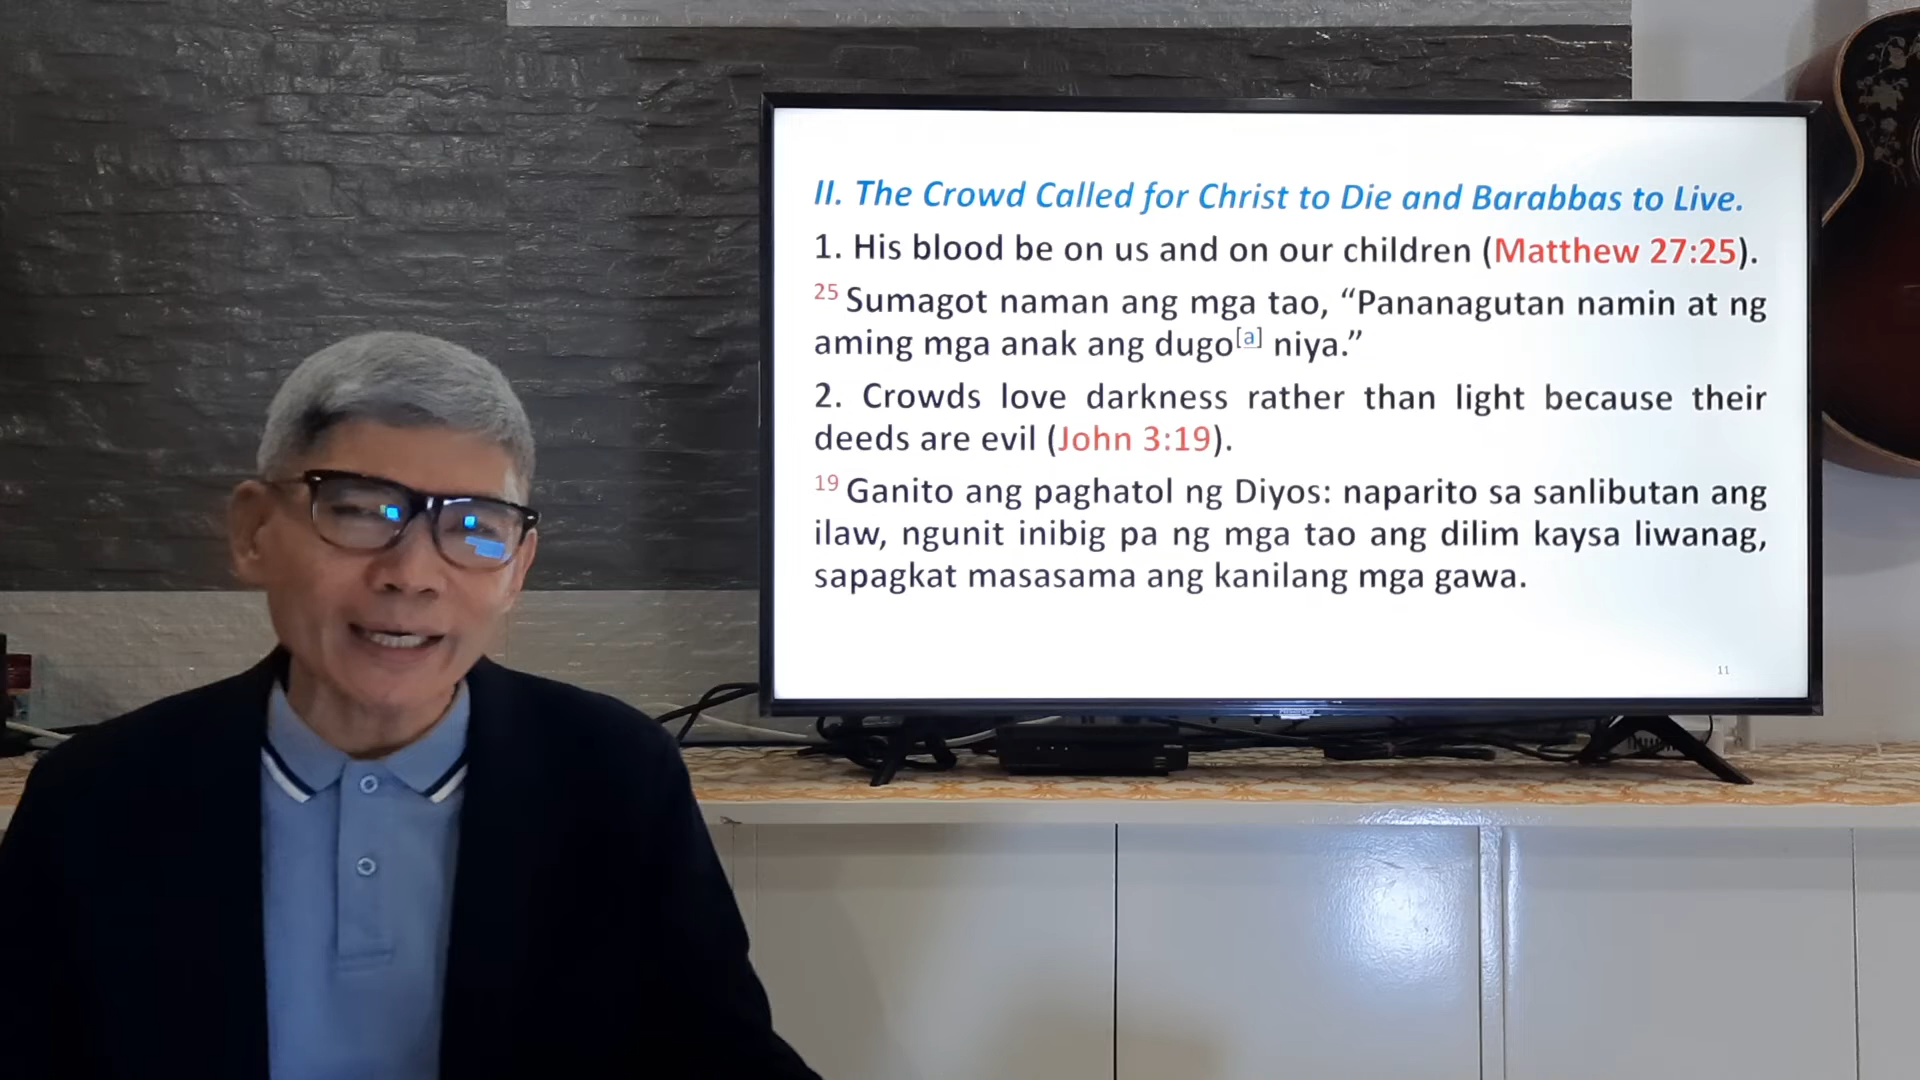 II. The Crowd Called for Christ to Die and Barabbas to Live.
1. His blood be on us and on our children (Matthew 27:25).
25 Sumagot naman ang mga tao, “Pananagutan namin at ng
aming mga anak ang dugo[a] niya.”
2. Crowds love darkness rather than light because their
deeds are evil (John 3:19).
19 Ganito ang paghatol ng Diyos: naparito sa sanlibutan ang
ilaw, ngunit inibig pa ng mga tao ang dilim kaysa liwanag,
sapagkat masasama ang kanilang mga gawa.
11
Hisense